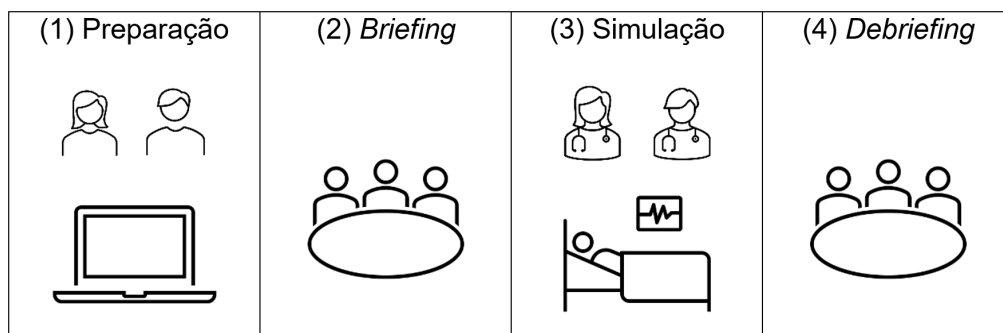 (1) Preparação
(2) Briefing
(3) Simulação
(4) Debriefing